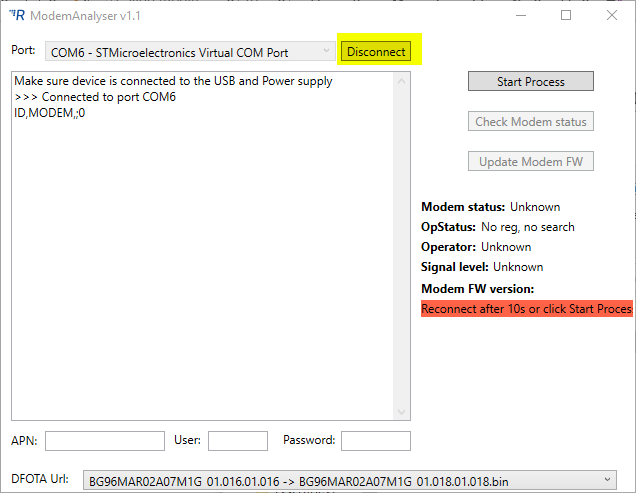 R ModemAnalyser v1.1
Port: COM6 - STMicroelectronics Virtual COM Port Disconnect
Make sure device is connected to the USB and Power supply
>>> Connected to port COM6
ID,MODEM,;0
Start Process
Check Modem status
Update Modem FW
Modem status: Unknown
OpStatus: No reg, no search
Operator: Unknown
Signal level: Unknown
Modem FW version:
Reconnect after 10s or click Start Proces
APN: User: Password:
DFOTA Url: BG96MAR02A07M1G_01.016.01.016 -> BG96MAR02A07M1G_01.018.01.018.bin